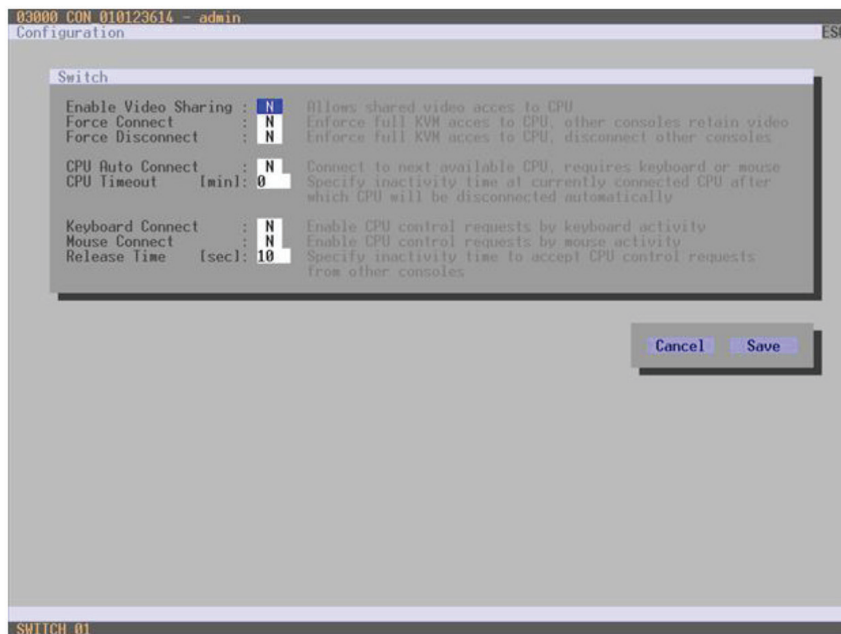 03000 CON_010123614 - admin
Configuration ES
Switch
Enable Video Sharing : N Allows shared video acces to CPU
Force Connect : N Enforce full KVM acces to CPU, other consoles retain video
Force Disconnect : N Enforce full KVM acces to CPU, disconnect other consoles
CPU Auto Connect : N Connect to next available CPU, requires keyboard or mouse
CPU Timeout [min]: 0 Specify inactivity time at currently connected CPU after
which CPU will be disconnected automatically
Keyboard Connect : N Enable CPU control requests by keyboard activity
Mouse Connect : N Enable CPU control requests by mouse activity
Release Time [sec]: 10 Specify inactivity time to accept CPU control requests
from other consoles
Cancel Save
SWITCH_01